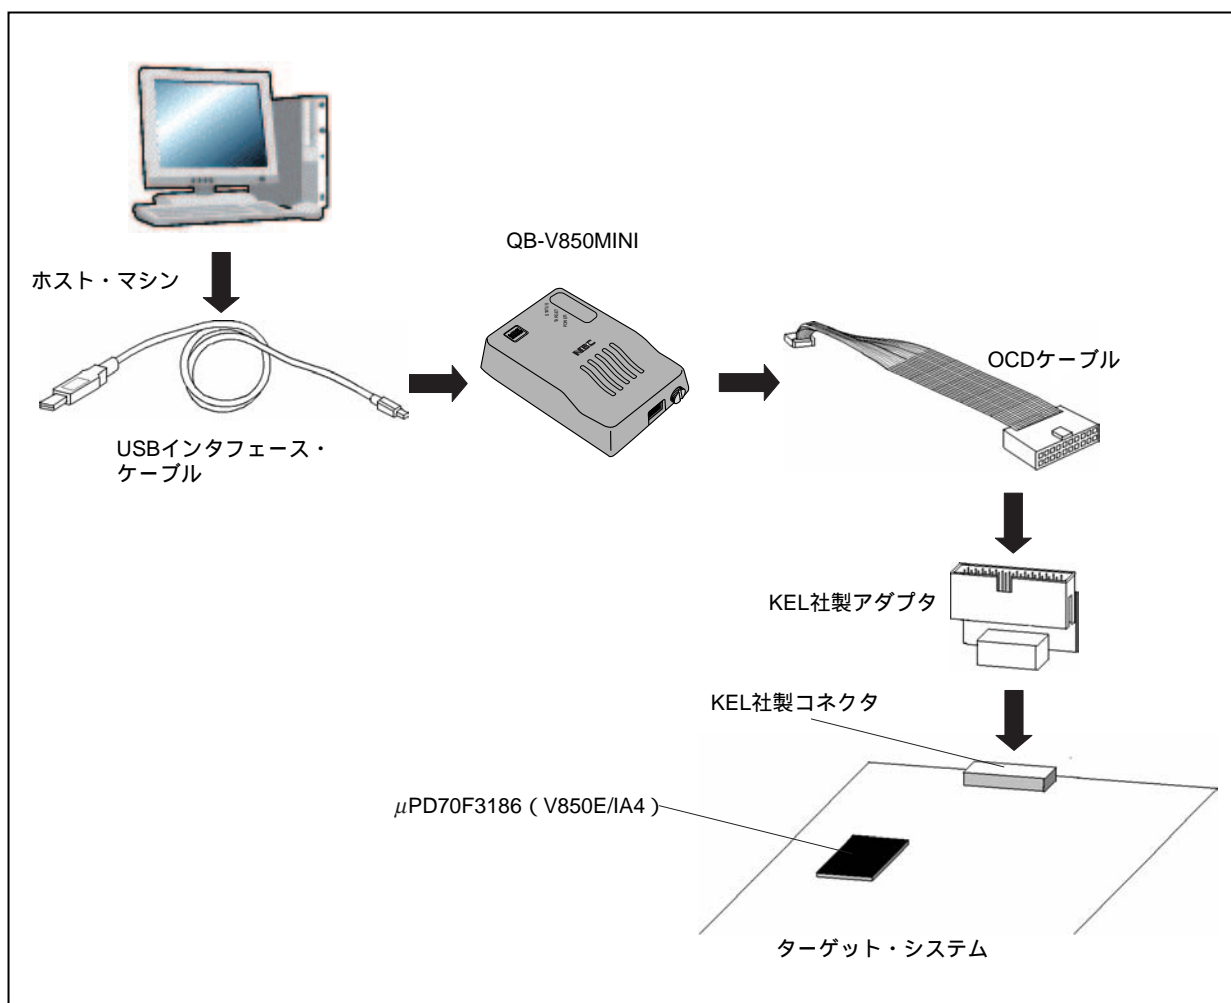 ホスト・マシン
QB-V850MINI
NEC
USBインタフェース・
ケーブル
OCDケーブル
KEL社製アダプタ
KEL社製コネクタ
μPD70F3186（V850E/IA4）
ターゲット・システム